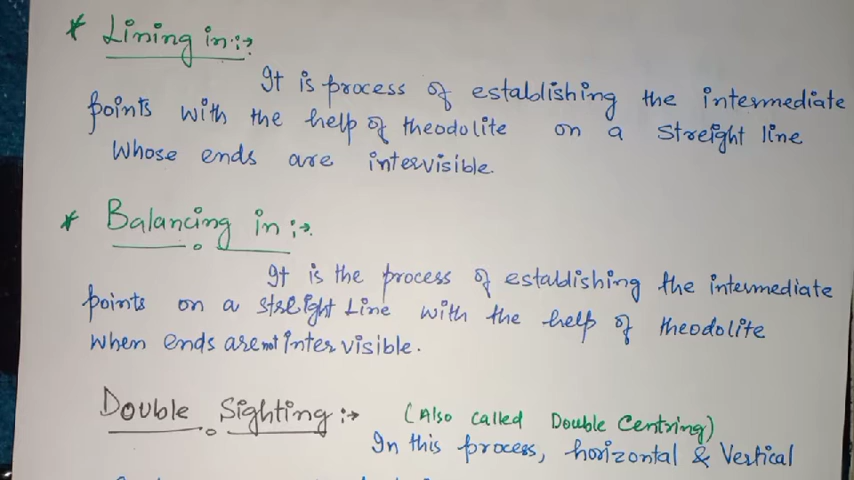 * Lining in :→
It is process of establishing the intermediate
points with the help of theodolite on a streight line
whose ends are intervisible.
* Balancing in :→
It is the process of establishing the intermediate
points on a streight Line with the help of theodolite
when ends are not intervisible.
Double Sighting :→ (Also called Double Centring)
In this process, horizontal & Vertical